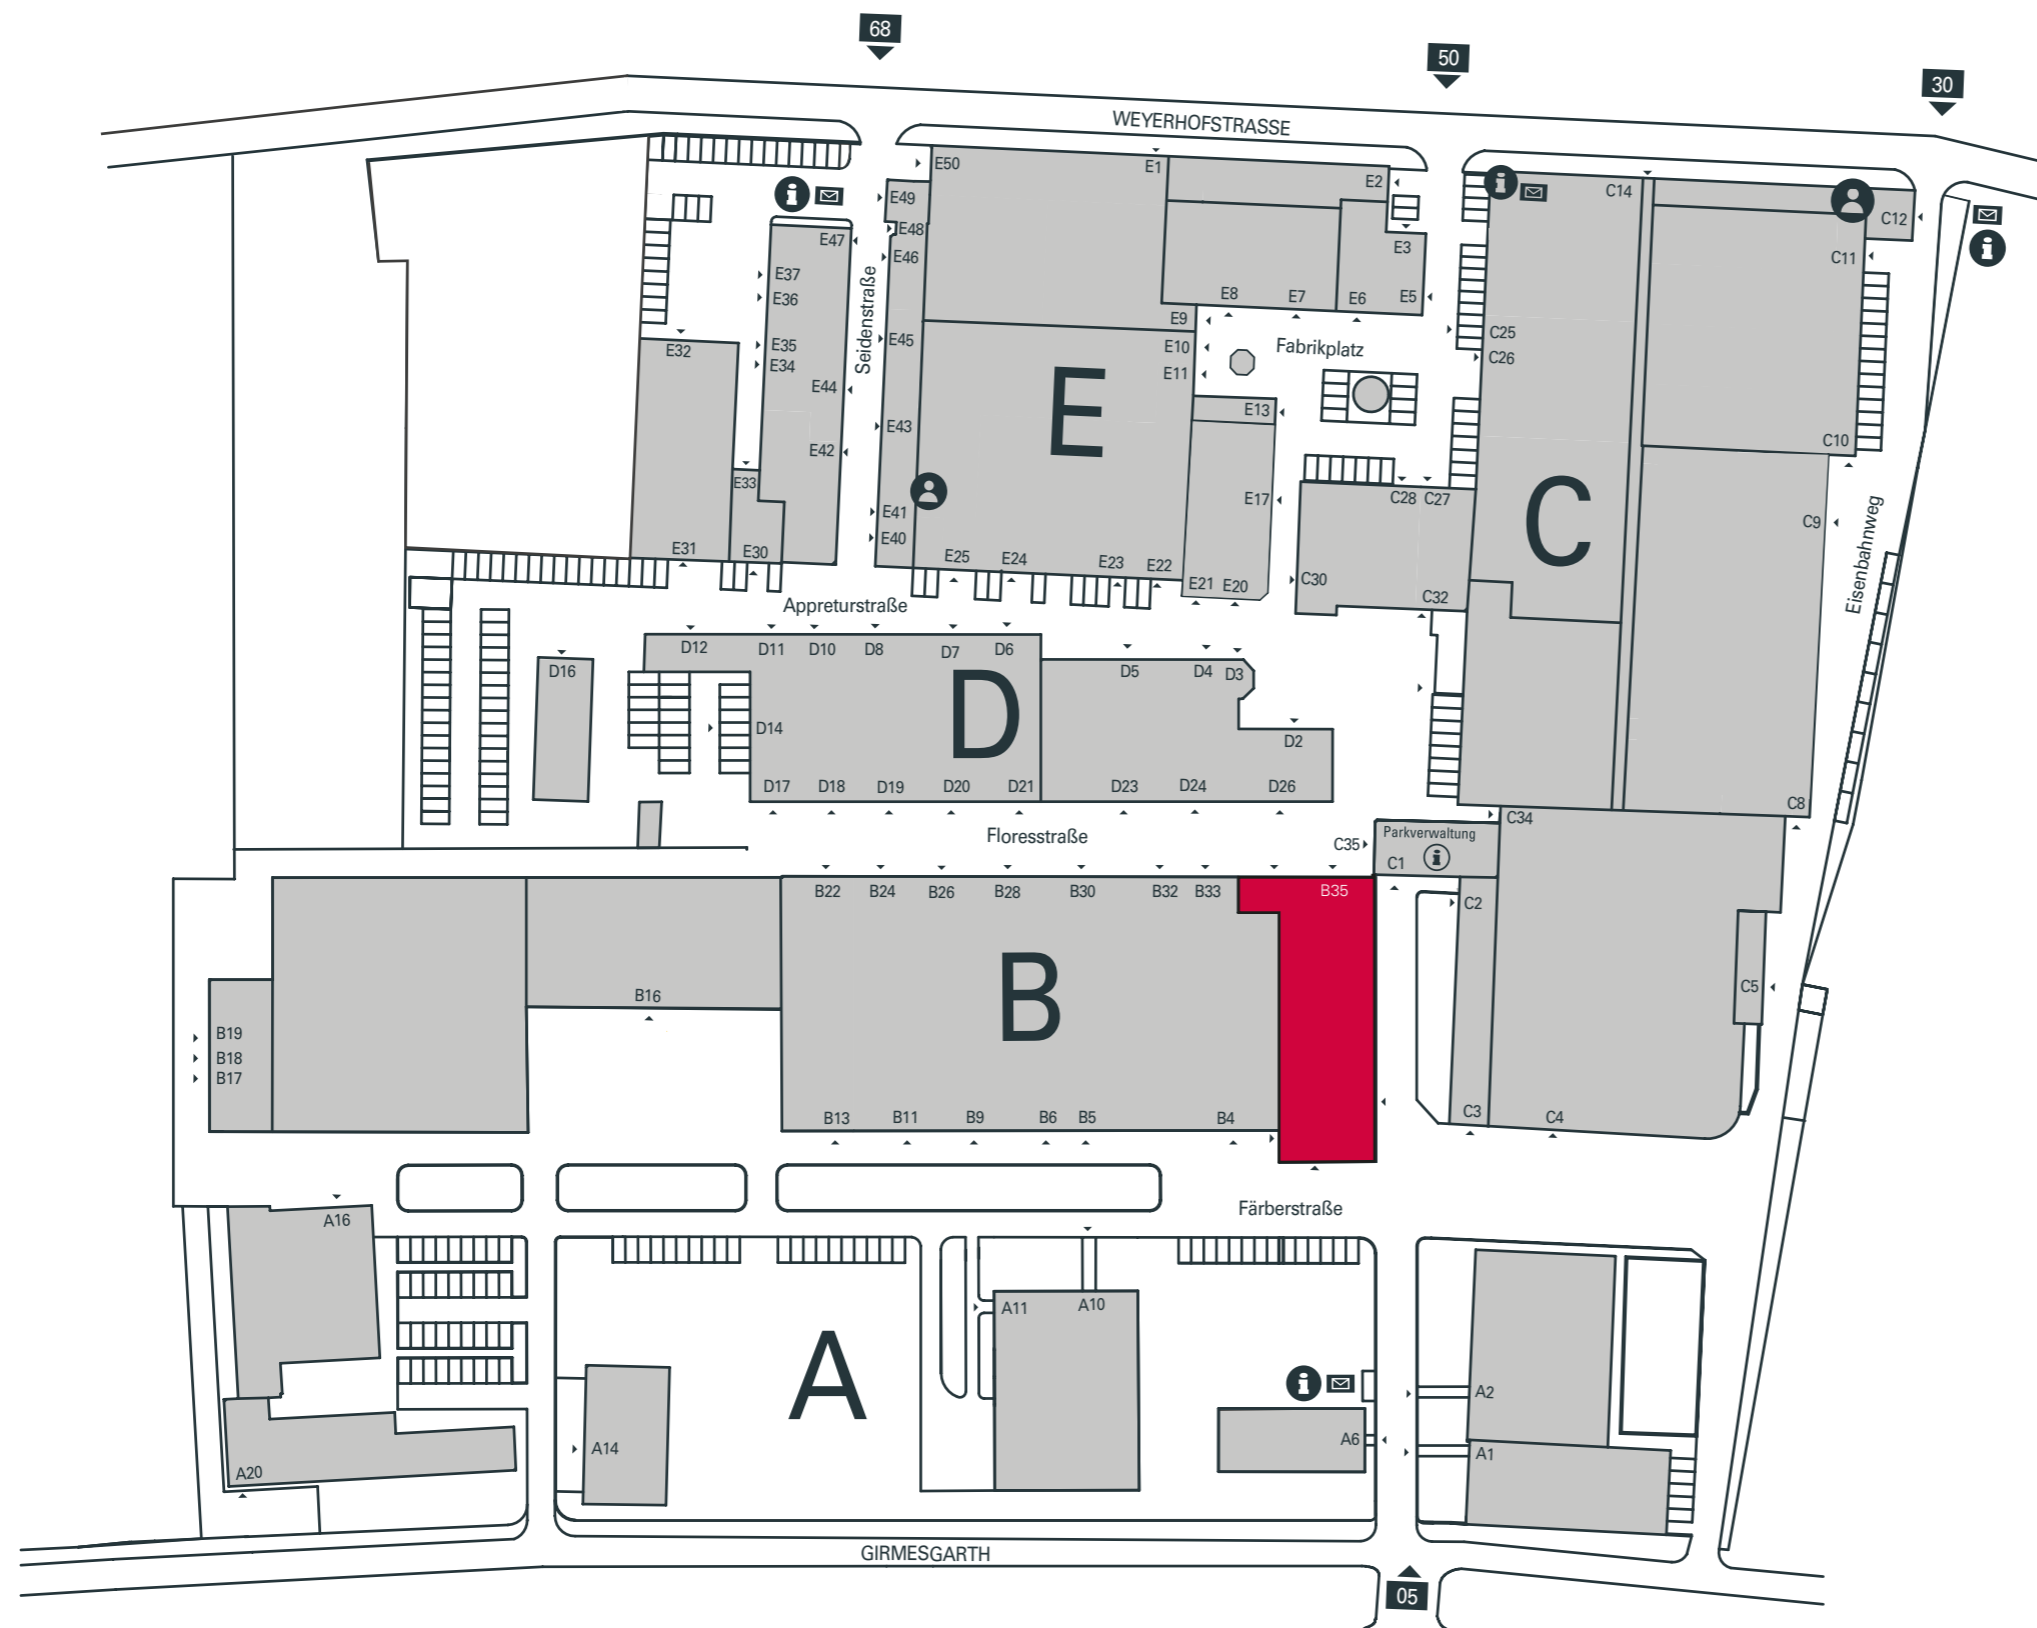 68
50
30
WEYERHOFSTRASSE
E50
E1
E2
C14
C12
E49
E48
E47
E46
E3
C11
E37
E36
Seidenstraße
E8
E7
E6
E5
E9
E45
E35
E34
E32
E10
E11
Fabrikplatz
C25
C26
E44
E13
E
E43
E42
C10
E33
E17
C28
C27
C
C9
E41
E40
Eisenbahnweg
E31
E30
E25
E24
E23
E22
E21
E20
C30
C32
Appreturstraße
D12
D11
D10
D8
D7
D6
D16
D5
D4
D3
D
D14
D2
D17
D18
D19
D20
D21
D23
D24
D26
C8
C34
Floresstraße
Parkverwaltung
C35
C1
B22
B24
B26
B28
B30
B32
B33
B35
C2
B16
B
C5
B19
B18
B17
B13
B11
B9
B6
B5
B4
C3
C4
Färberstraße
A16
A11
A10
A
A2
A14
A6
A1
A20
GIRMESGARTH
05